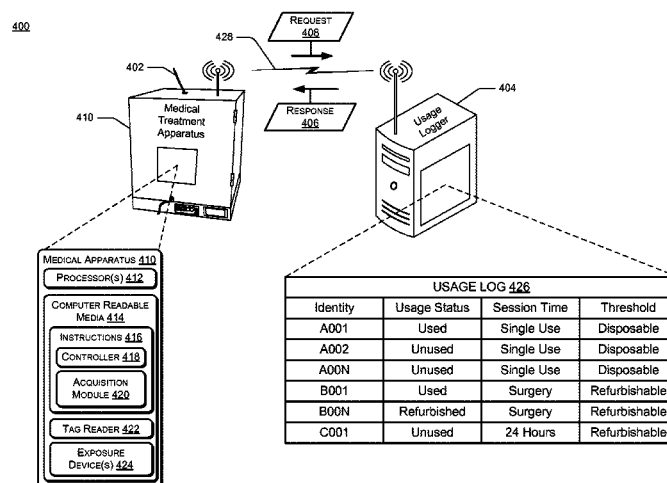 400
REQUEST
408
428
402
410
Medical
Treatment
Apparatus
RESPONSE
406
404
Usage
Logger
MEDICAL APPARATUS 410
PROCESSOR(S) 412
COMPUTER READABLE
MEDIA 414
INSTRUCTIONS 416
CONTROLLER 418
ACQUISITION
MODULE 420
TAG READER 422
EXPOSURE
DEVICE(S) 424
USAGE LOG 426
Identity Usage Status Session Time Threshold
A001 Used Single Use Disposable
A002 Unused Single Use Disposable
A00N Unused Single Use Disposable
B001 Used Surgery Refurbishable
B00N Refurbished Surgery Refurbishable
C001 Unused 24 Hours Refurbishable